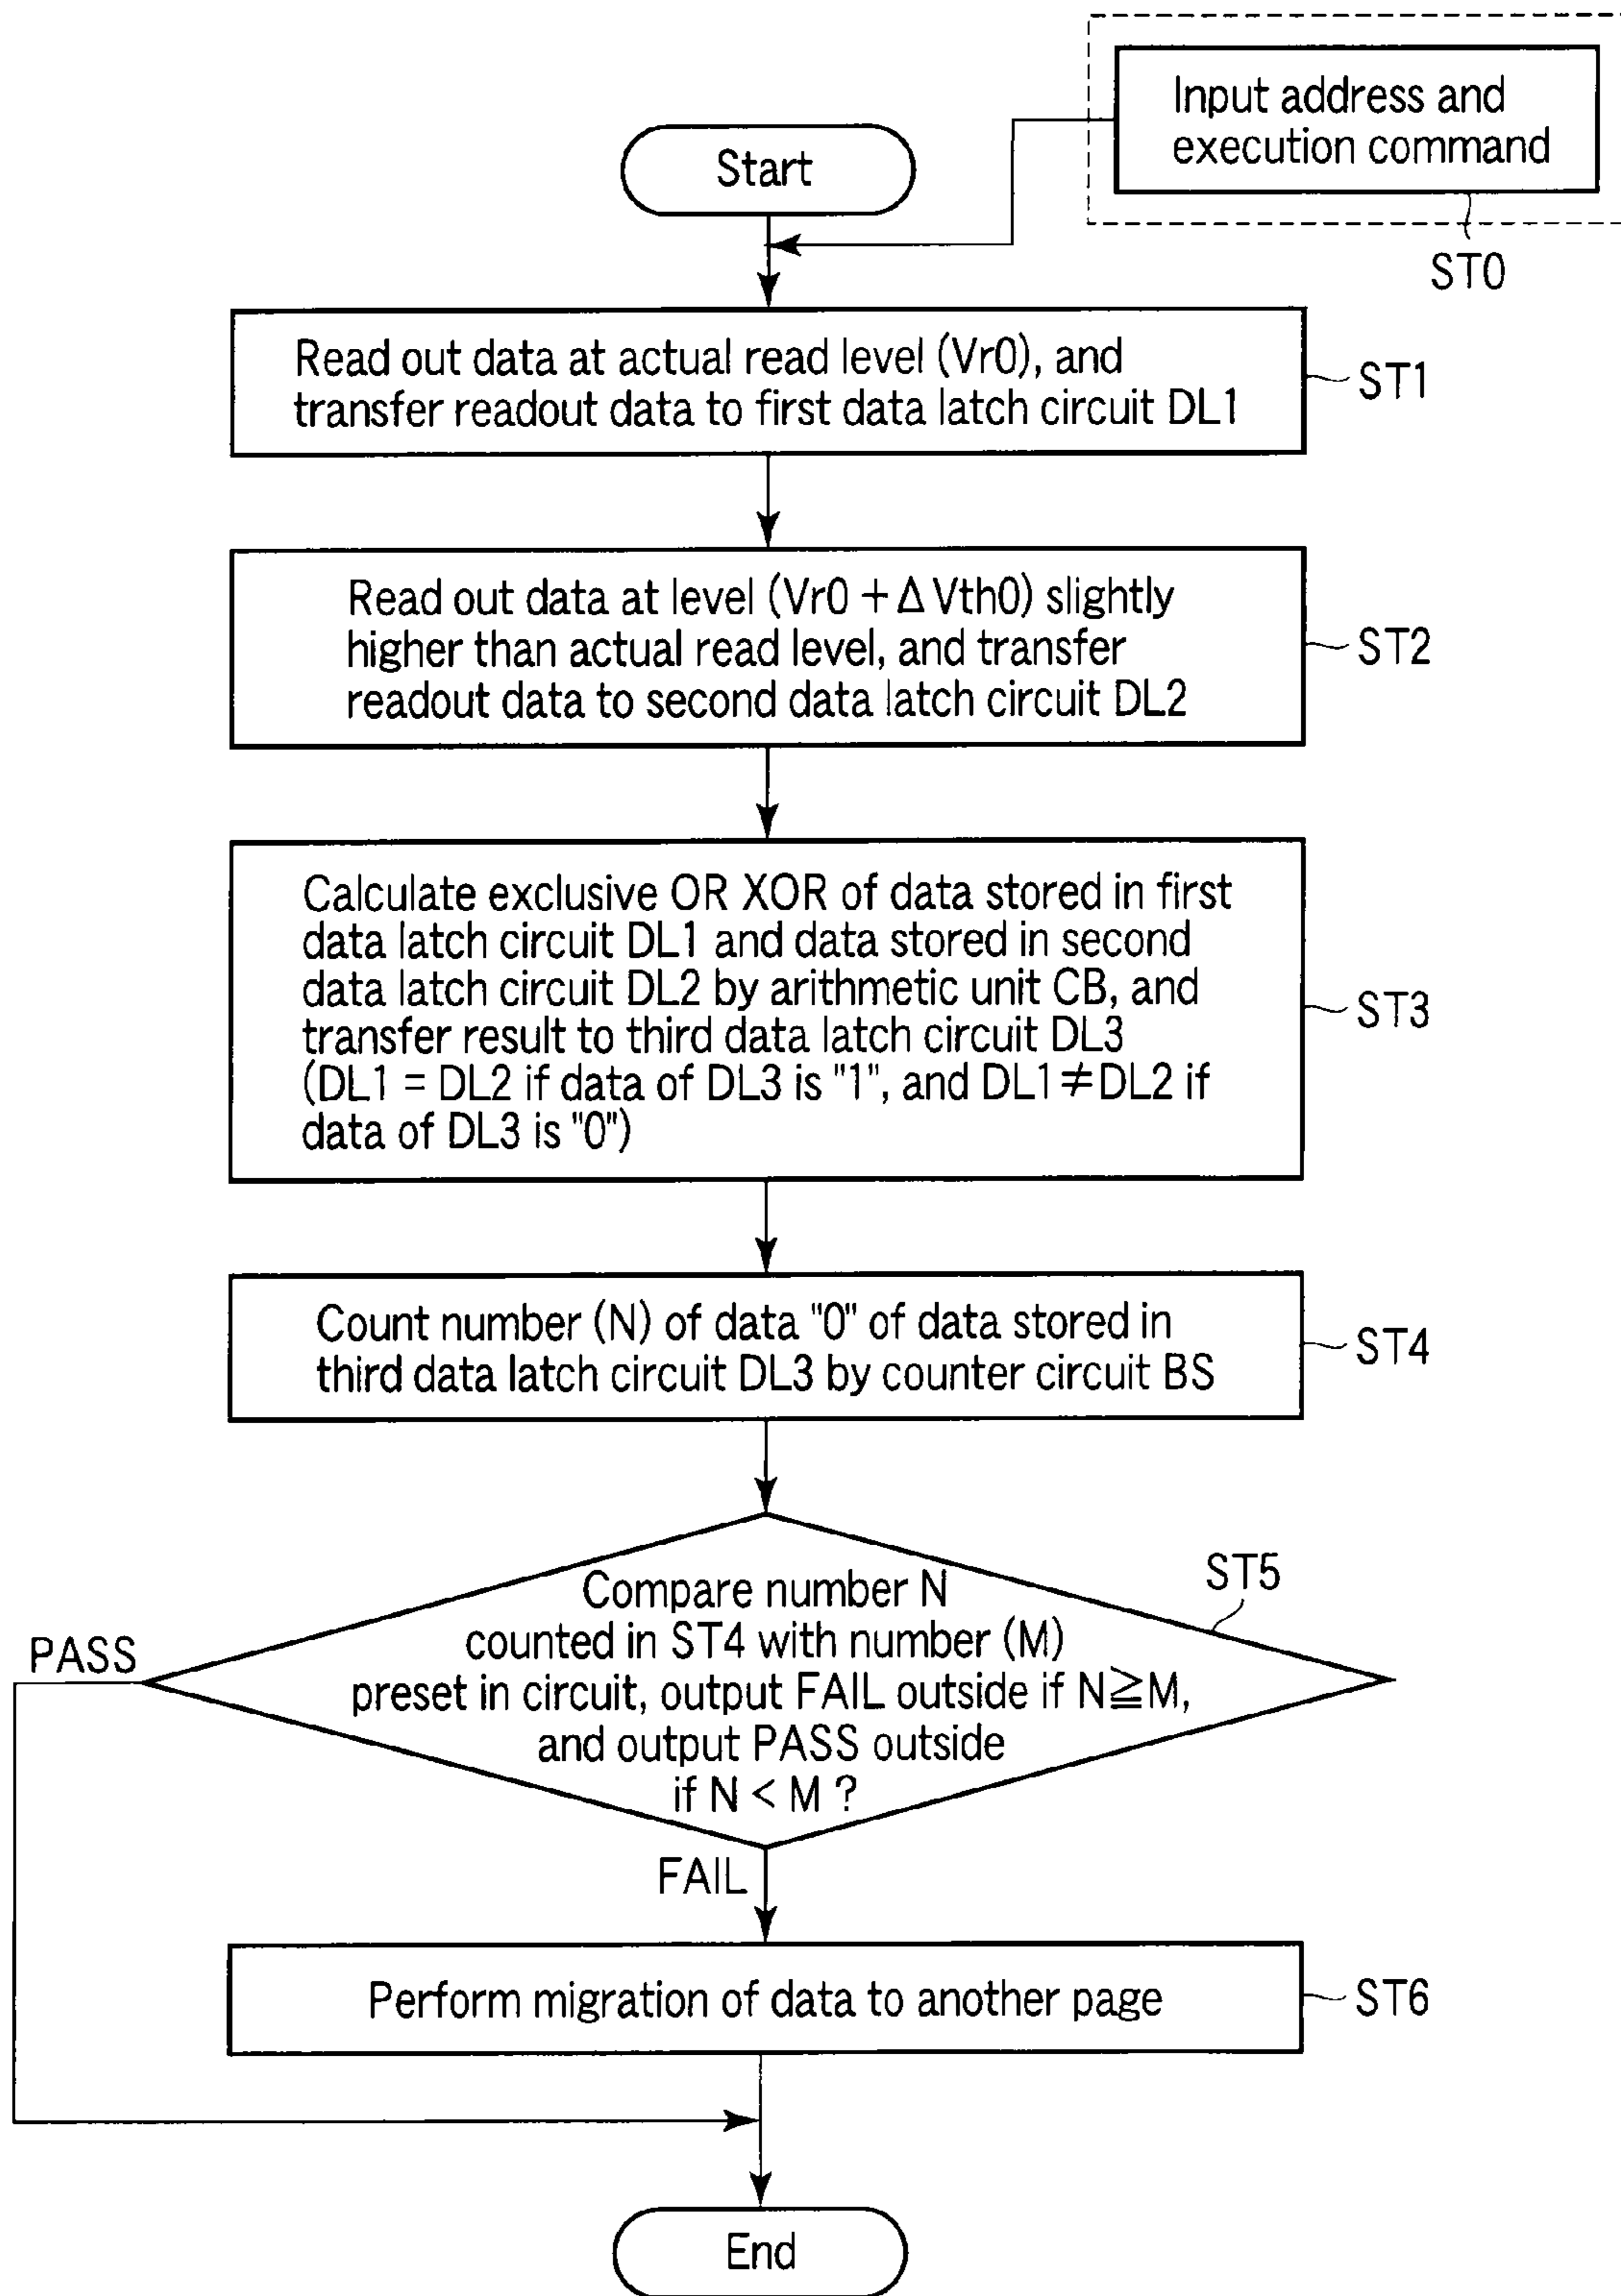 Input address and
execution command
ST0
Start
Read out data at actual read level (Vr0), and
transfer readout data to first data latch circuit DL1
ST1
Read out data at level (Vr0 + Δ Vth0) slightly
higher than actual read level, and transfer
readout data to second data latch circuit DL2
ST2
Calculate exclusive OR XOR of data stored in first
data latch circuit DL1 and data stored in second
data latch circuit DL2 by arithmetic unit CB, and
transfer result to third data latch circuit DL3
(DL1 = DL2 if data of DL3 is "1", and DL1 ≠ DL2 if
data of DL3 is "0")
ST3
Count number (N) of data "0" of data stored in
third data latch circuit DL3 by counter circuit BS
ST4
Compare number N
counted in ST4 with number (M)
preset in circuit, output FAIL outside if N≧M,
and output PASS outside
if N < M ?
ST5
PASS
FAIL
Perform migration of data to another page
ST6
End